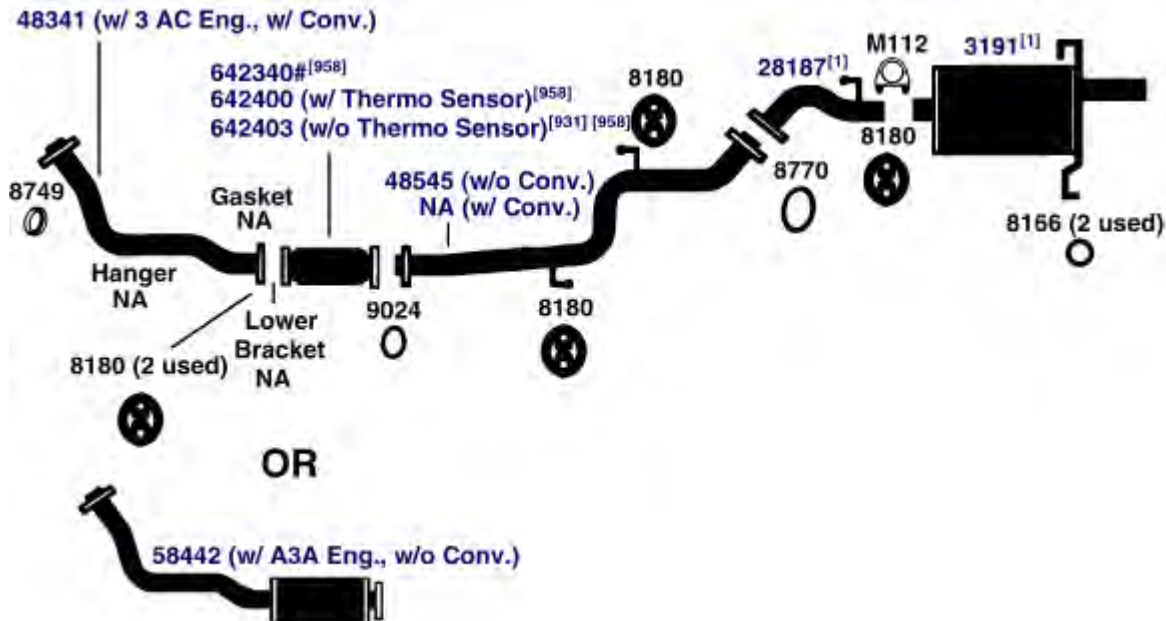 48341 (w/ 3 AC Eng., w/ Conv.)
642340#[958]
642400 (w/ Thermo Sensor)[958]
642403 (w/o Thermo Sensor)[931] [958]
8180
28187[1]
M112
3191[1]
8749
Gasket
NA
48545 (w/o Conv.)
NA (w/ Conv.)
8770
8180
8166 (2 used)
Hanger
NA
Lower
Bracket
NA
9024
8180
8180 (2 used)
OR
58442 (w/ A3A Eng., w/o Conv.)